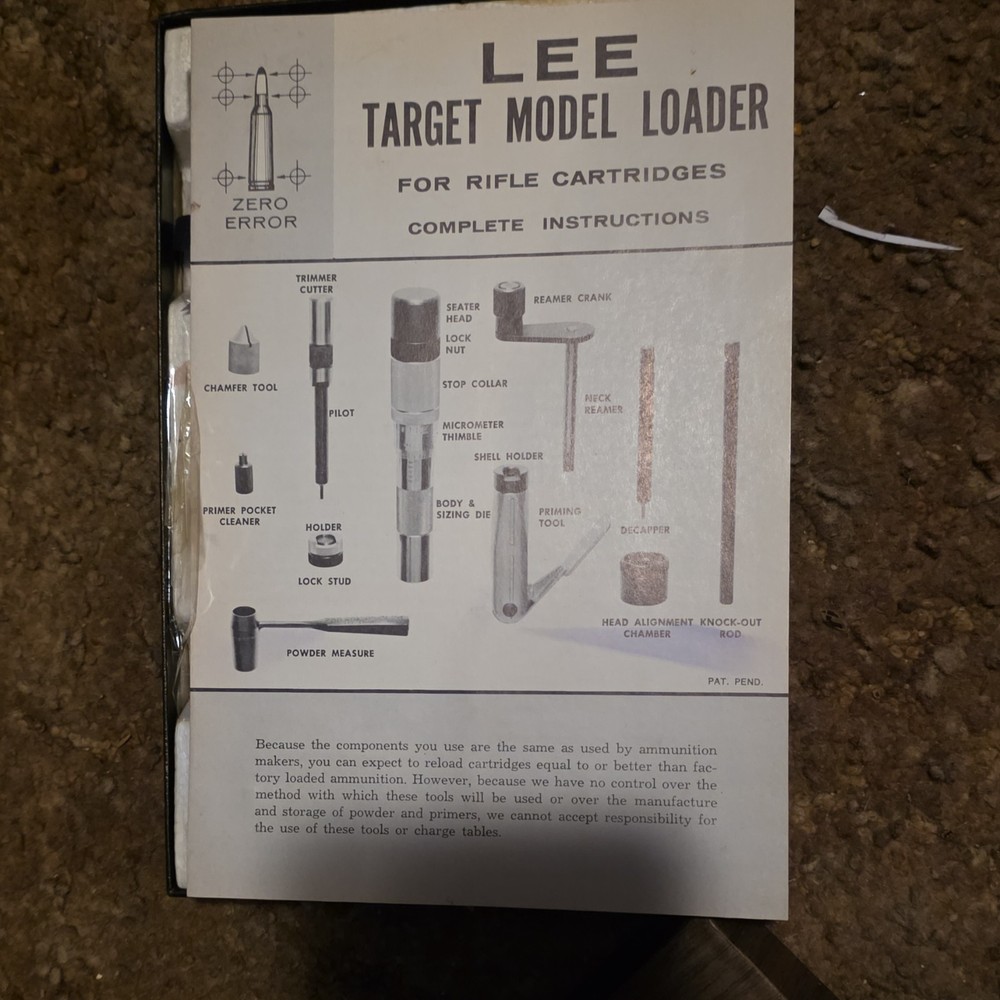 LEE
TARGET MODEL LOADER
FOR RIFLE CARTRIDGES
COMPLETE INSTRUCTIONS
ZERO
ERROR
TRIMMER
CUTTER
SEATER
HEAD
REAMER CRANK
LOCK
NUT
CHAMFER TOOL
STOP COLLAR
PILOT
NECK
REAMER
MICROMETER
THIMBLE
SHELL HOLDER
PRIMER POCKET
CLEANER
BODY &
SIZING DIE
PRIMING
TOOL
HOLDER
DECAPPER
LOCK STUD
HEAD ALIGNMENT
CHAMBER
KNOCK-OUT
ROD
POWDER MEASURE
PAT. PEND.
Because the components you use are the same as used by ammunition
makers, you can expect to reload cartridges equal to or better than fac-
tory loaded ammunition. However, because we have no control over the
method with which these tools will be used or over the manufacture
and storage of powder and primers, we cannot accept responsibility for
the use of these tools or charge tables.